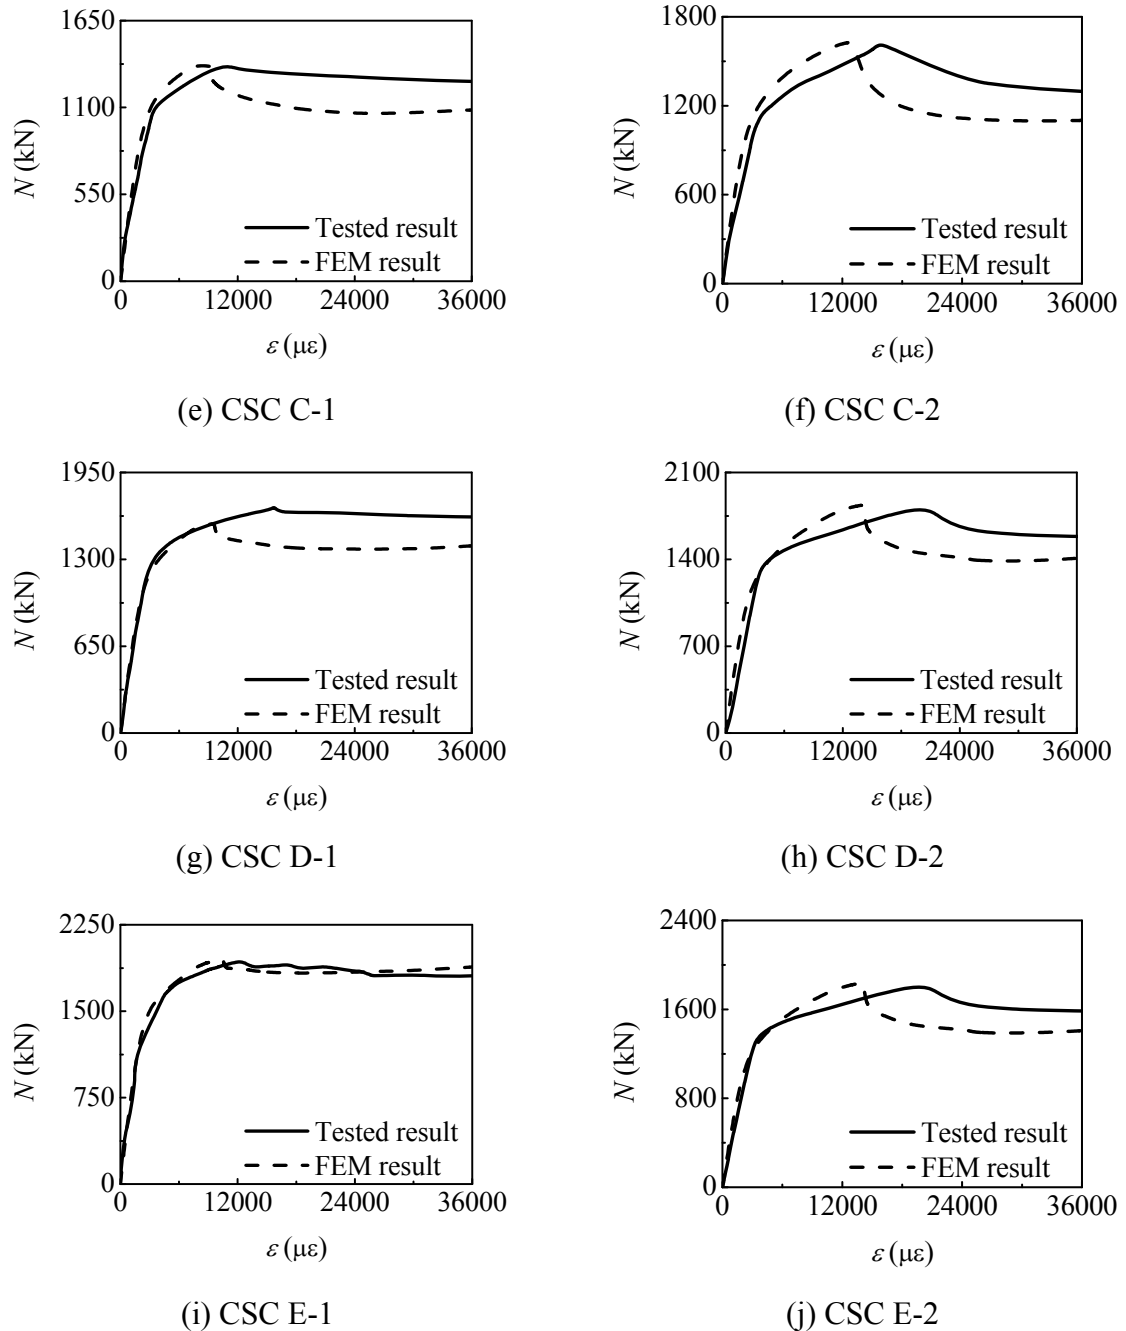 1650
1100
550
0
N (kN)
Tested result
FEM result
0 12000 24000 36000
ε (µε)
(e) CSC C-1
1800
1200
600
0
N (kN)
Tested result
FEM result
0 12000 24000 36000
ε (µε)
(f) CSC C-2
1950
1300
650
0
N (kN)
Tested result
FEM result
0 12000 24000 36000
ε (µε)
(g) CSC D-1
2100
1400
700
0
N (kN)
Tested result
FEM result
0 12000 24000 36000
ε (µε)
(h) CSC D-2
2250
1500
750
0
N (kN)
Tested result
FEM result
0 12000 24000 36000
ε (µε)
(i) CSC E-1
2400
1600
800
0
N (kN)
Tested result
FEM result
0 12000 24000 36000
ε (µε)
(j) CSC E-2